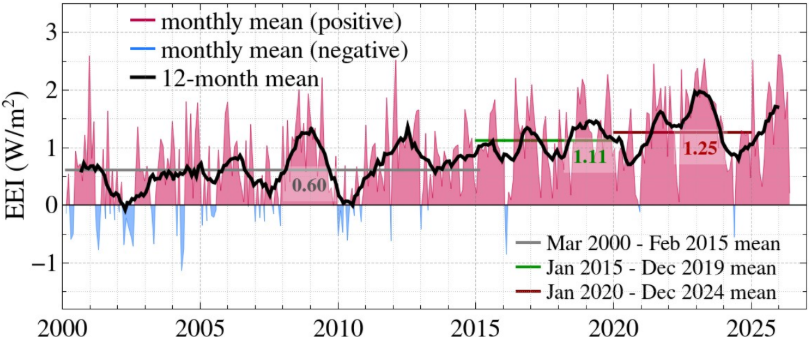 monthly mean (positive)
monthly mean (negative)
12-month mean
EEI (W/m²)
3
2
1
0
−1
0.60
1.11
1.25
Mar 2000 - Feb 2015 mean
Jan 2015 - Dec 2019 mean
Jan 2020 - Dec 2024 mean
2000 2005 2010 2015 2020 2025